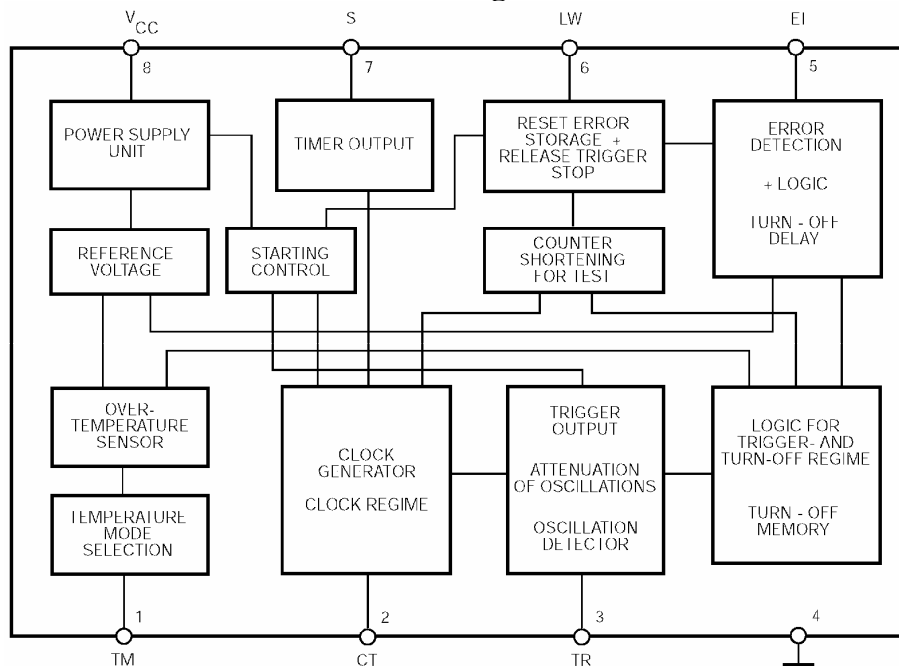 VCC
S
LW
EI
8
7
6
5
POWER SUPPLY
UNIT
TIMER OUTPUT
RESET ERROR
STORAGE +
RELEASE TRIGGER
STOP
ERROR
DETECTION
+ LOGIC
TURN - OFF
DELAY
REFERENCE
VOLTAGE
STARTING
CONTROL
COUNTER
SHORTENING
FOR TEST
OVER-
TEMPERATURE
SENSOR
TEMPERATURE
MODE
SELECTION
CLOCK
GENERATOR
CLOCK REGIME
TRIGGER
OUTPUT
ATTENUATION
OF OSCILLATIONS
OSCILLATION
DETECTOR
LOGIC FOR
TRIGGER- AND
TURN-OFF REGIME
TURN - OFF
MEMORY
1
2
3
4
TM
CT
TR